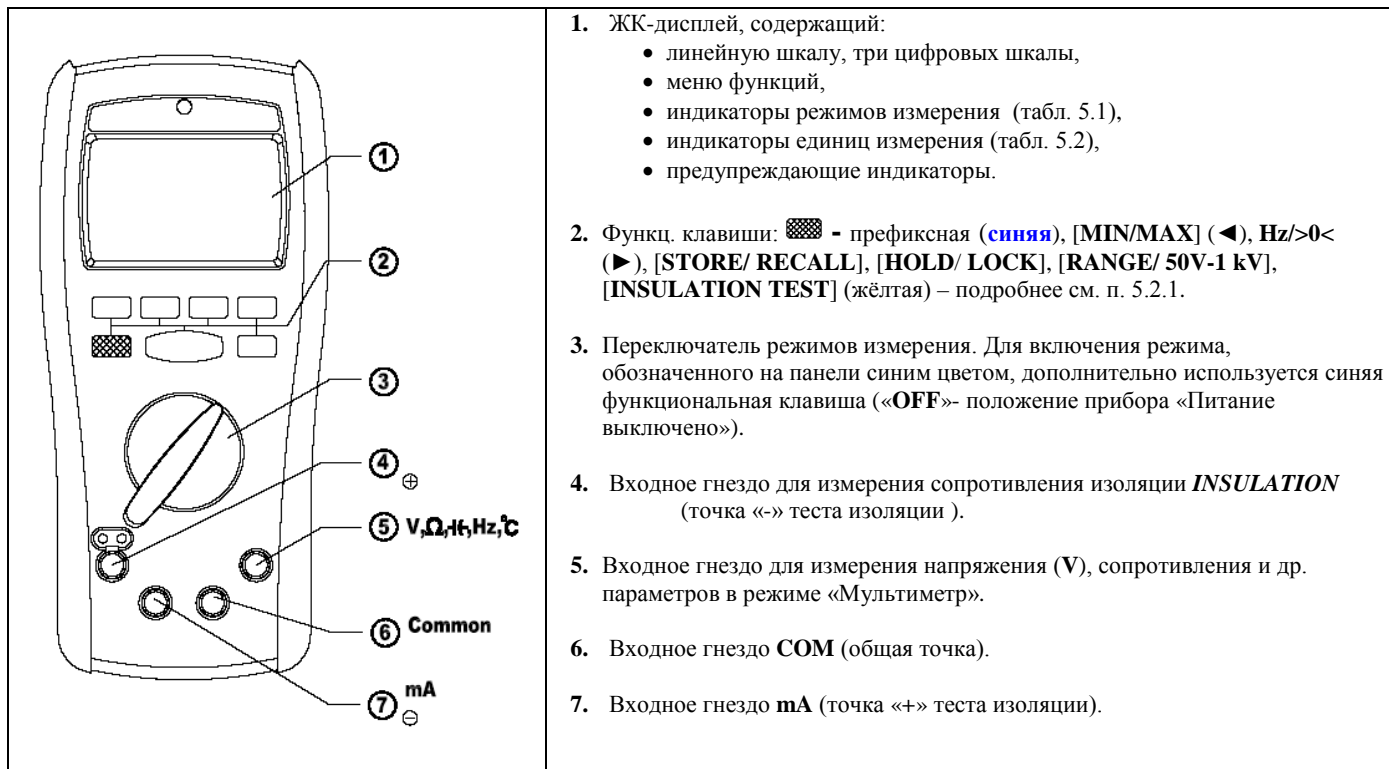 1
2
3
4
⊕
5 V,Ω,⊣⊢,Hz,°C
6 Common
7 mA
⊖
1. ЖК-дисплей, содержащий:
• линейную шкалу, три цифровых шкалы,
• меню функций,
• индикаторы режимов измерения (табл. 5.1),
• индикаторы единиц измерения (табл. 5.2),
• предупреждающие индикаторы.
2. Функц. клавиши: - префиксная (синяя), [MIN/MAX] (◄), Hz/>0<
(►), [STORE/ RECALL], [HOLD/ LOCK], [RANGE/ 50V-1 kV],
[INSULATION TEST] (жёлтая) – подробнее см. п. 5.2.1.
3. Переключатель режимов измерения. Для включения режима,
обозначенного на панели синим цветом, дополнительно используется синяя
функциональная клавиша («OFF»- положение прибора «Питание
выключено»).
4. Входное гнездо для измерения сопротивления изоляции INSULATION
(точка «-» теста изоляции ).
5. Входное гнездо для измерения напряжения (V), сопротивления и др.
параметров в режиме «Мультиметр».
6. Входное гнездо COM (общая точка).
7. Входное гнездо mA (точка «+» теста изоляции).